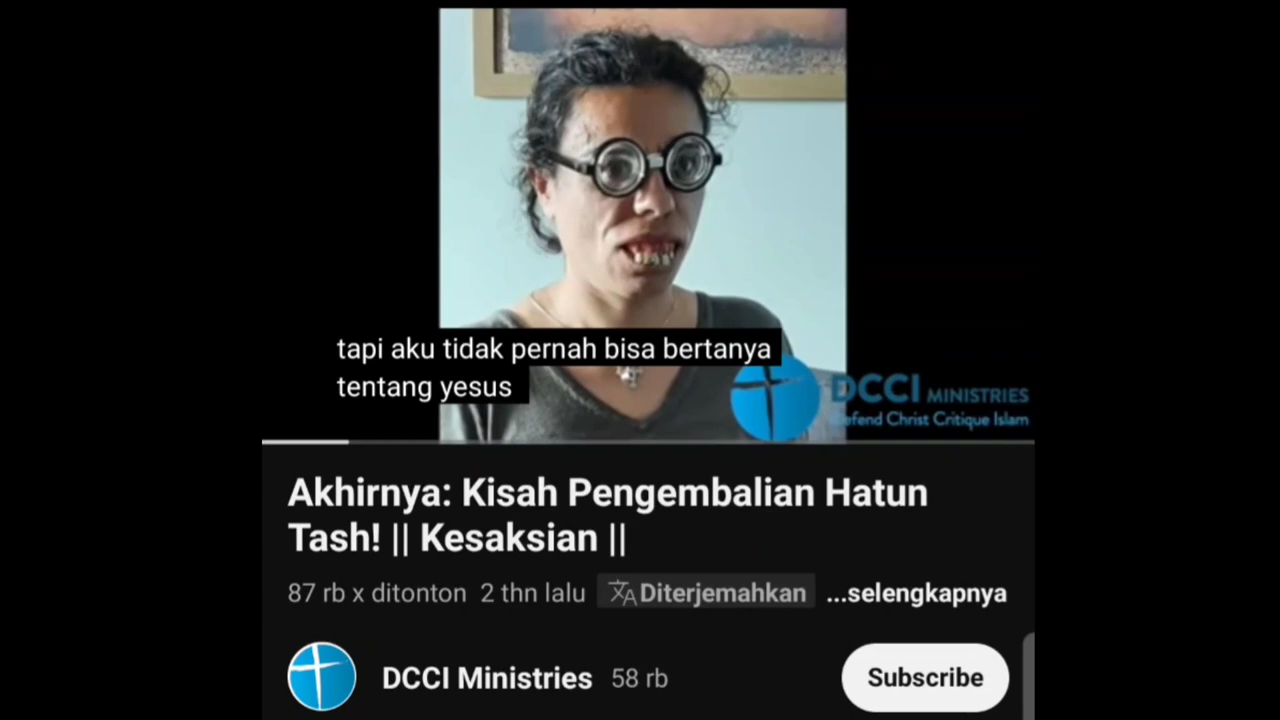 tapi aku tidak pernah bisa bertanya
tentang yesus
DCCI MINISTRIES
Defend Christ Critique Islam
Akhirnya: Kisah Pengembalian Hatun
Tash! || Kesaksian ||
87 rb x ditonton 2 thn lalu Diterjemahkan ...selengkapnya
DCCI Ministries 58 rb Subscribe